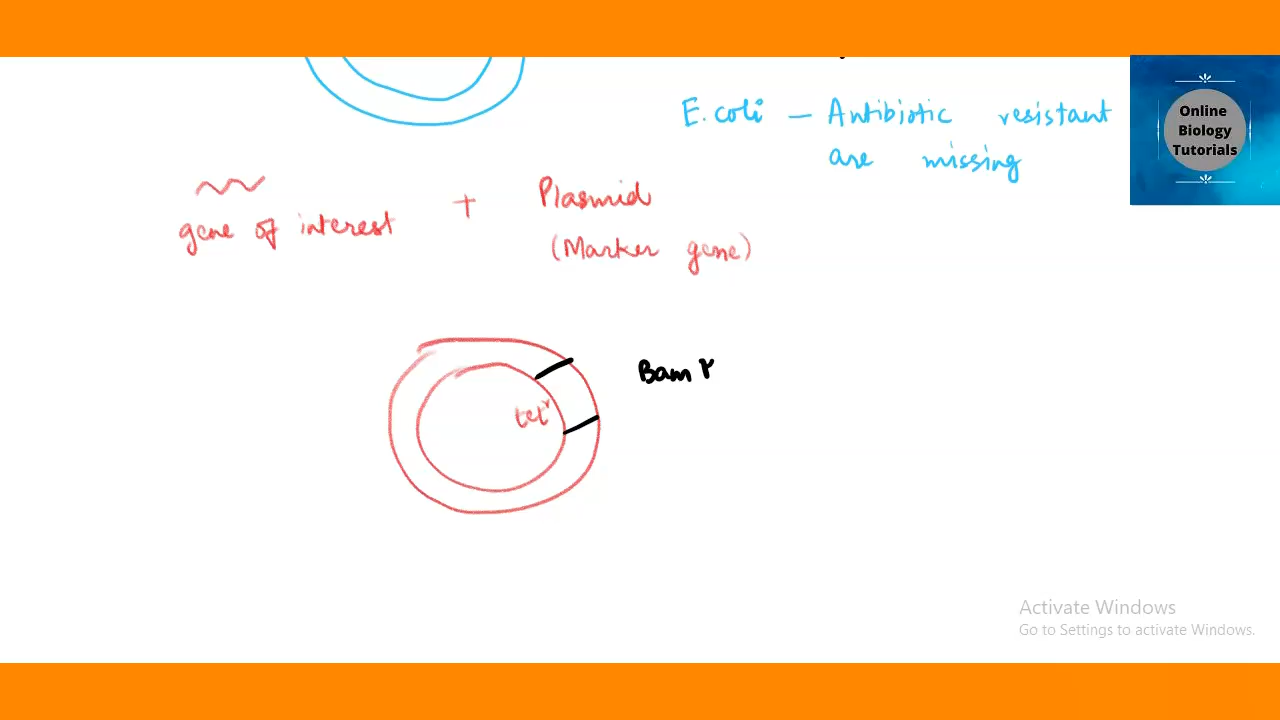 E.coli – Antibiotic resistant
are missing
Online
Biology
Tutorials
gene of interest + Plasmid
(Marker gene)
Bam
tetʳ
Activate Windows
Go to Settings to activate Windows.